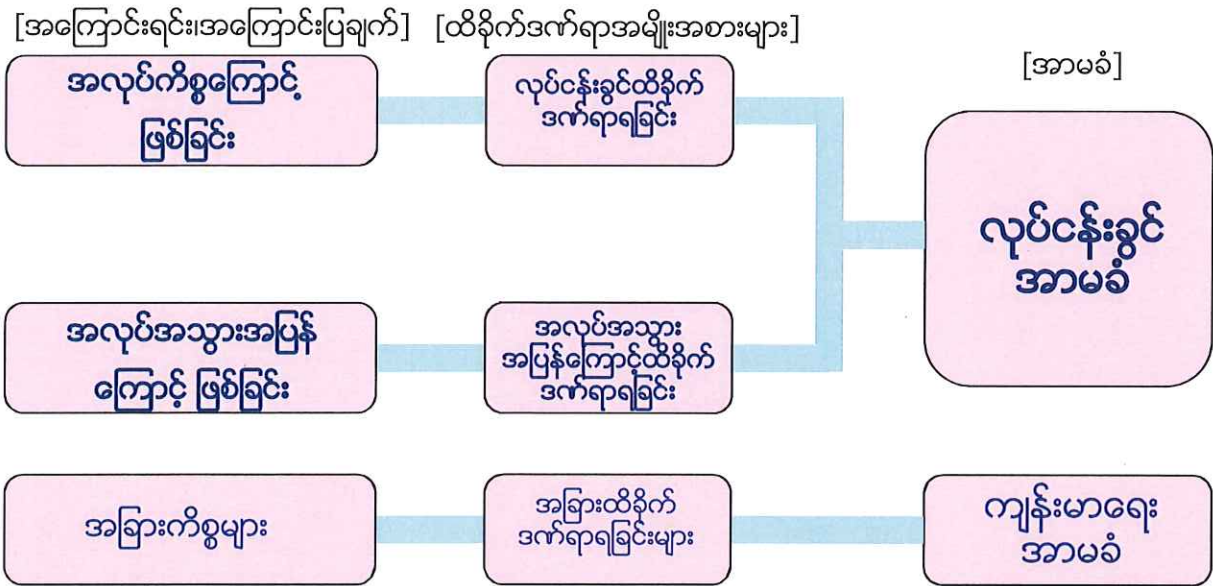 [အကြောင်းရင်း၊အကြောင်းပြချက်]
[ထိခိုက်ဒဏ်ရာအမျိုးအစားများ]
[အာမခံ]
အလုပ်ကိစ္စကြောင့်
ဖြစ်ခြင်း
လုပ်ငန်းခွင်ထိခိုက်
ဒဏ်ရာရခြင်း
လုပ်ငန်းခွင်
အာမခံ
အလုပ်အသွားအပြန်
ကြောင့် ဖြစ်ခြင်း
အလုပ်အသွား
အပြန်ကြောင့်ထိခိုက်
ဒဏ်ရာရခြင်း
အခြားကိစ္စများ
အခြားထိခိုက်
ဒဏ်ရာရခြင်းများ
ကျန်းမာရေး
အာမခံ